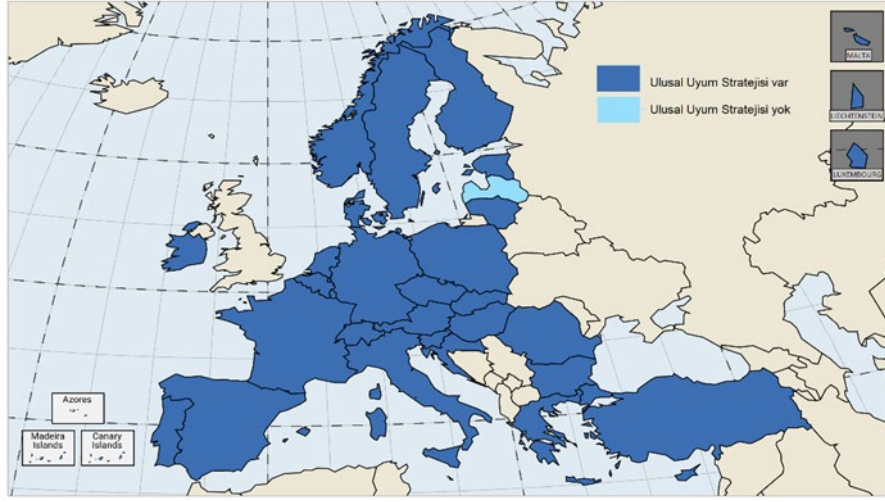 Ulusal Uyum Stratejisi var
Ulusal Uyum Stratejisi yok
MALTA
LIECHTENSTEIN
LUXEMBOURG
Azores
Madeira
Islands
Canary
Islands